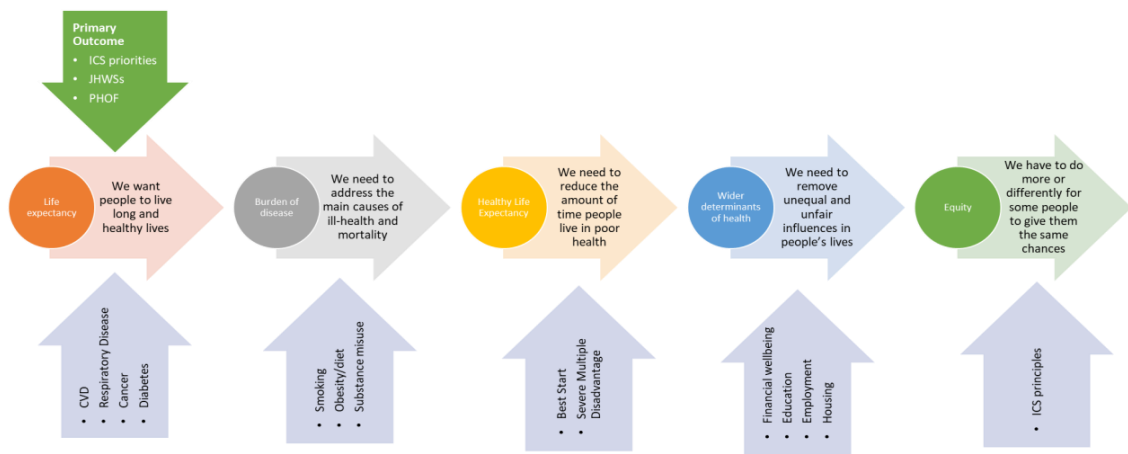 Primary
Outcome
• ICS priorities
• JHWSs
• PHOF
Life
expectancy
We want
people to live
long and
healthy lives
Burden of
disease
We need to
address the
main causes of
ill-health and
mortality
Healthy Life
Expectancy
We need to
reduce the
amount of
time people
live in poor
health
Wider
determinants
of health
We need to
remove
unequal and
unfair
influences in
people's lives
Equity
We have to do
more or
differently for
some people
to give them
the same
chances
• CVD
• Respiratory Disease
• Cancer
• Diabetes
• Smoking
• Obesity/diet
• Substance misuse
• Best Start
• Severe Multiple
Disadvantage
• Financial wellbeing
• Education
• Employment
• Housing
• ICS principles